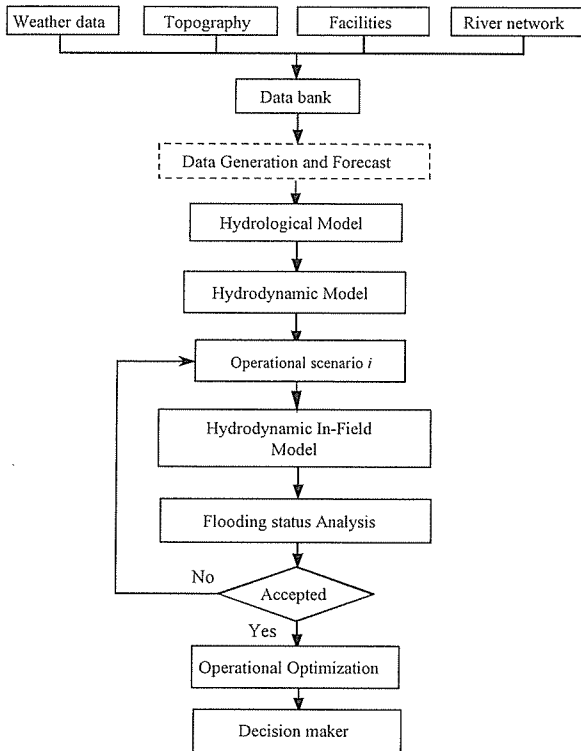 Weather data
Topography
Facilities
River network
Data bank
Data Generation and Forecast
Hydrological Model
Hydrodynamic Model
Operational scenario i
Hydrodynamic In-Field
Model
Flooding status Analysis
No
Accepted
Yes
Operational Optimization
Decision maker